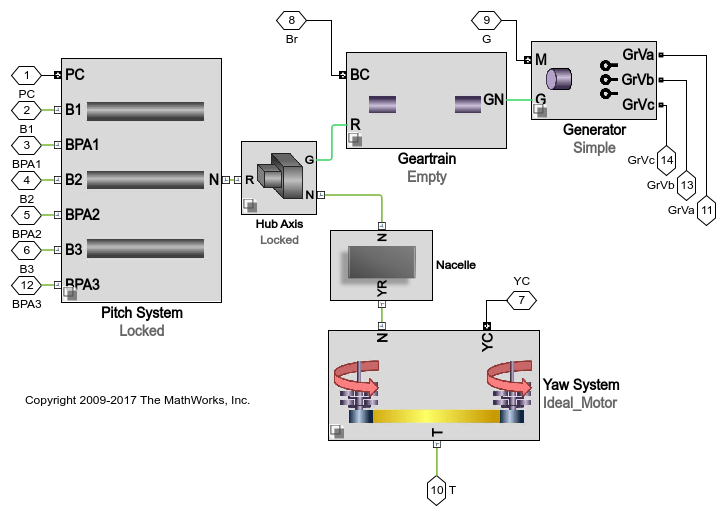 8
Br
9
G
1
PC
PC
2
B1
B1
3
BPA1
BPA1
4
B2
B2
N
5
BPA2
BPA2
6
B3
B3
12
BPA3
BPA3
Pitch System
Locked
R
G
N
Hub Axis
Locked
BC
R
GN
Geartrain
Empty
M
G
GrVa
GrVb
GrVc
Generator
Simple
GrVc
14
GrVb
13
GrVa
11
N
YR
Nacelle
YC
7
N
YC
T
Yaw System
Ideal_Motor
10
T
Copyright 2009-2017 The MathWorks, Inc.